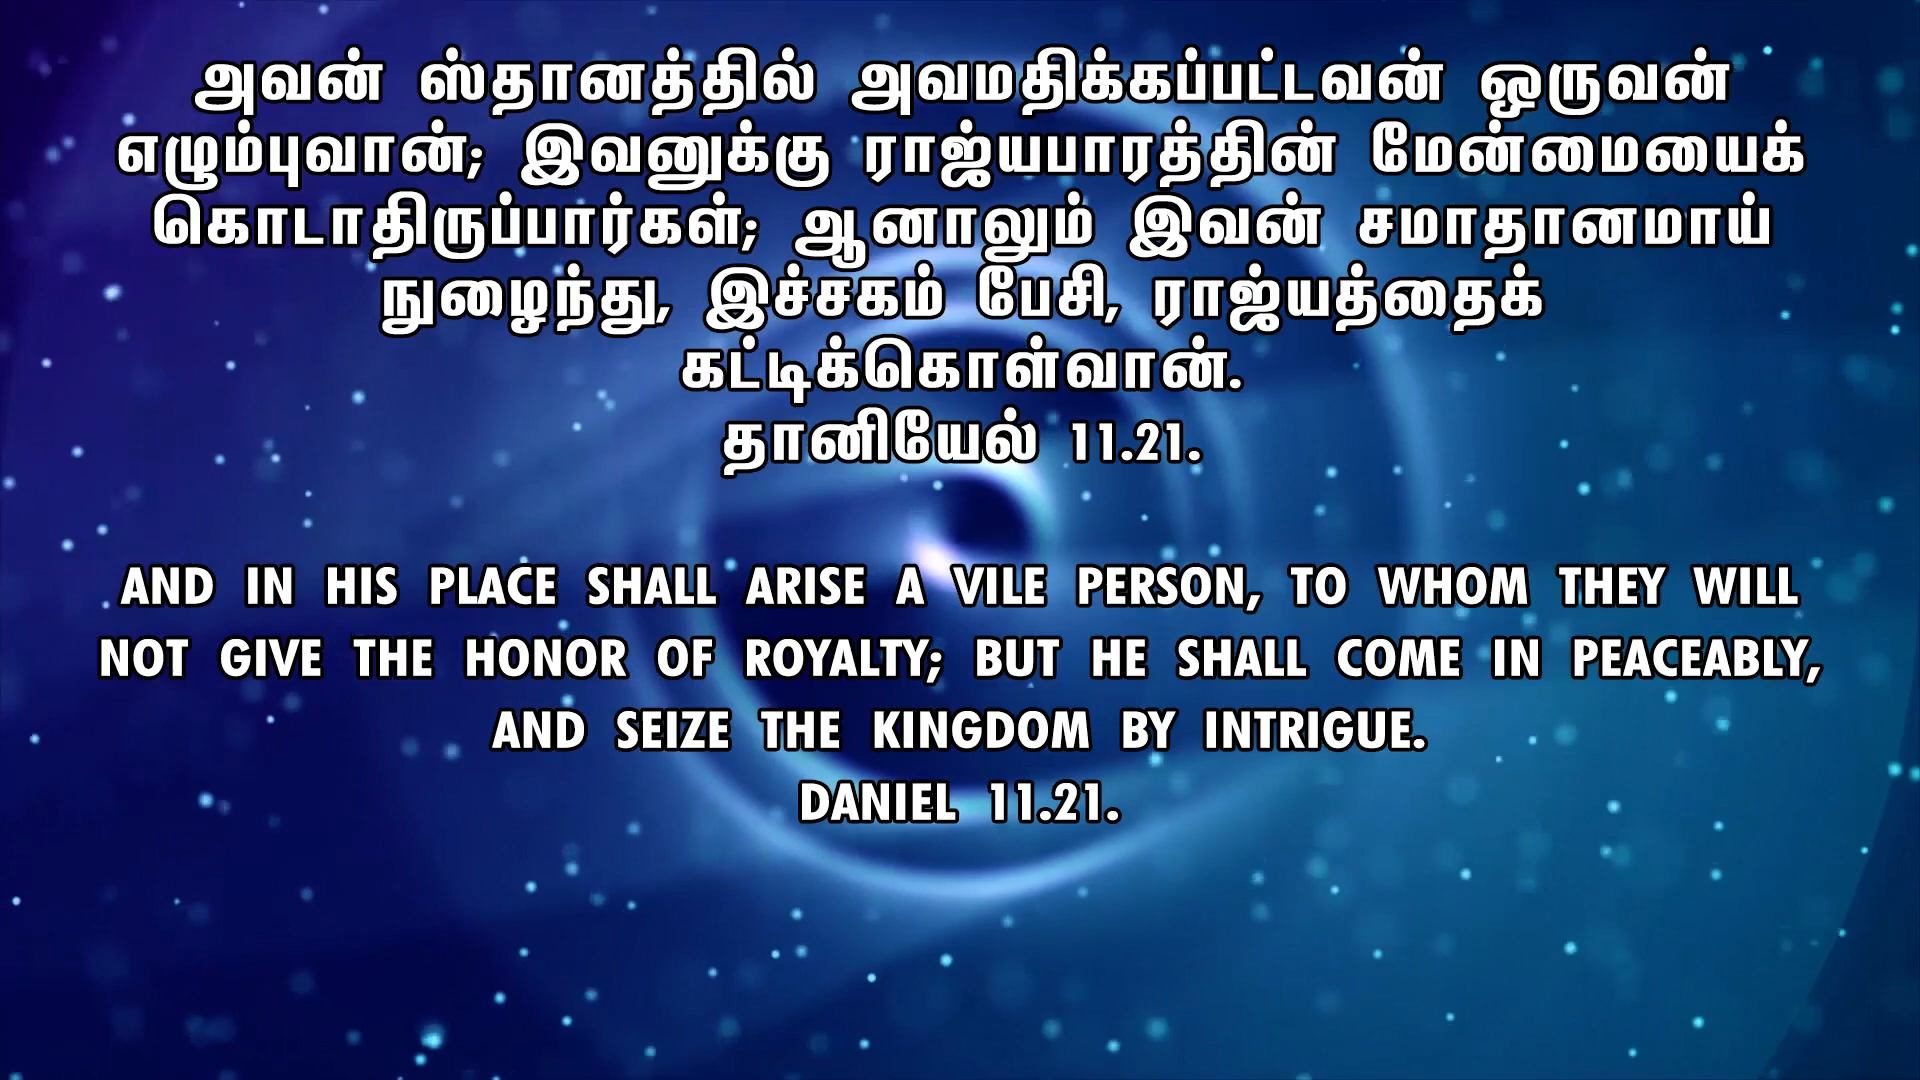 அவன் ஸ்தானத்தில் அவமதிக்கப்பட்டவன் ஒருவன்
எழும்புவான்; இவனுக்கு ராஜ்யபாரத்தின் மேன்மையைக்
கொடாதிருப்பார்கள்; ஆனாலும் இவன் சமாதானமாய்
நுழைந்து, இச்சகம் பேசி, ராஜ்யத்தைக்
கட்டிக்கொள்வான்.
தானியேல் 11.21.
AND IN HIS PLACE SHALL ARISE A VILE PERSON, TO WHOM THEY WILL
NOT GIVE THE HONOR OF ROYALTY; BUT HE SHALL COME IN PEACEABLY,
AND SEIZE THE KINGDOM BY INTRIGUE.
DANIEL 11.21.